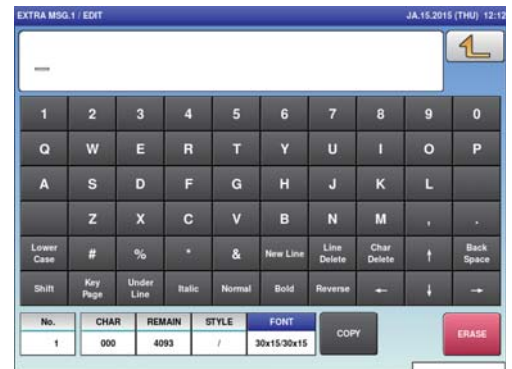 EXTRA MSG.1 / EDIT JA.15.2015 (THU) 12:12
1 2 3 4 5 6 7 8 9 0
Q W E R T Y U I O P
A S D F G H J K L
Z X C V B N M , .
Lower Case # % * & New Line Line Delete Char Delete ↑ Back Space
Shift Key Page Under Line Italic Normal Bold Reverse ← ↓ →
No. CHAR REMAIN STYLE FONT COPY ERASE
1 000 4093 / 30x15/30x15